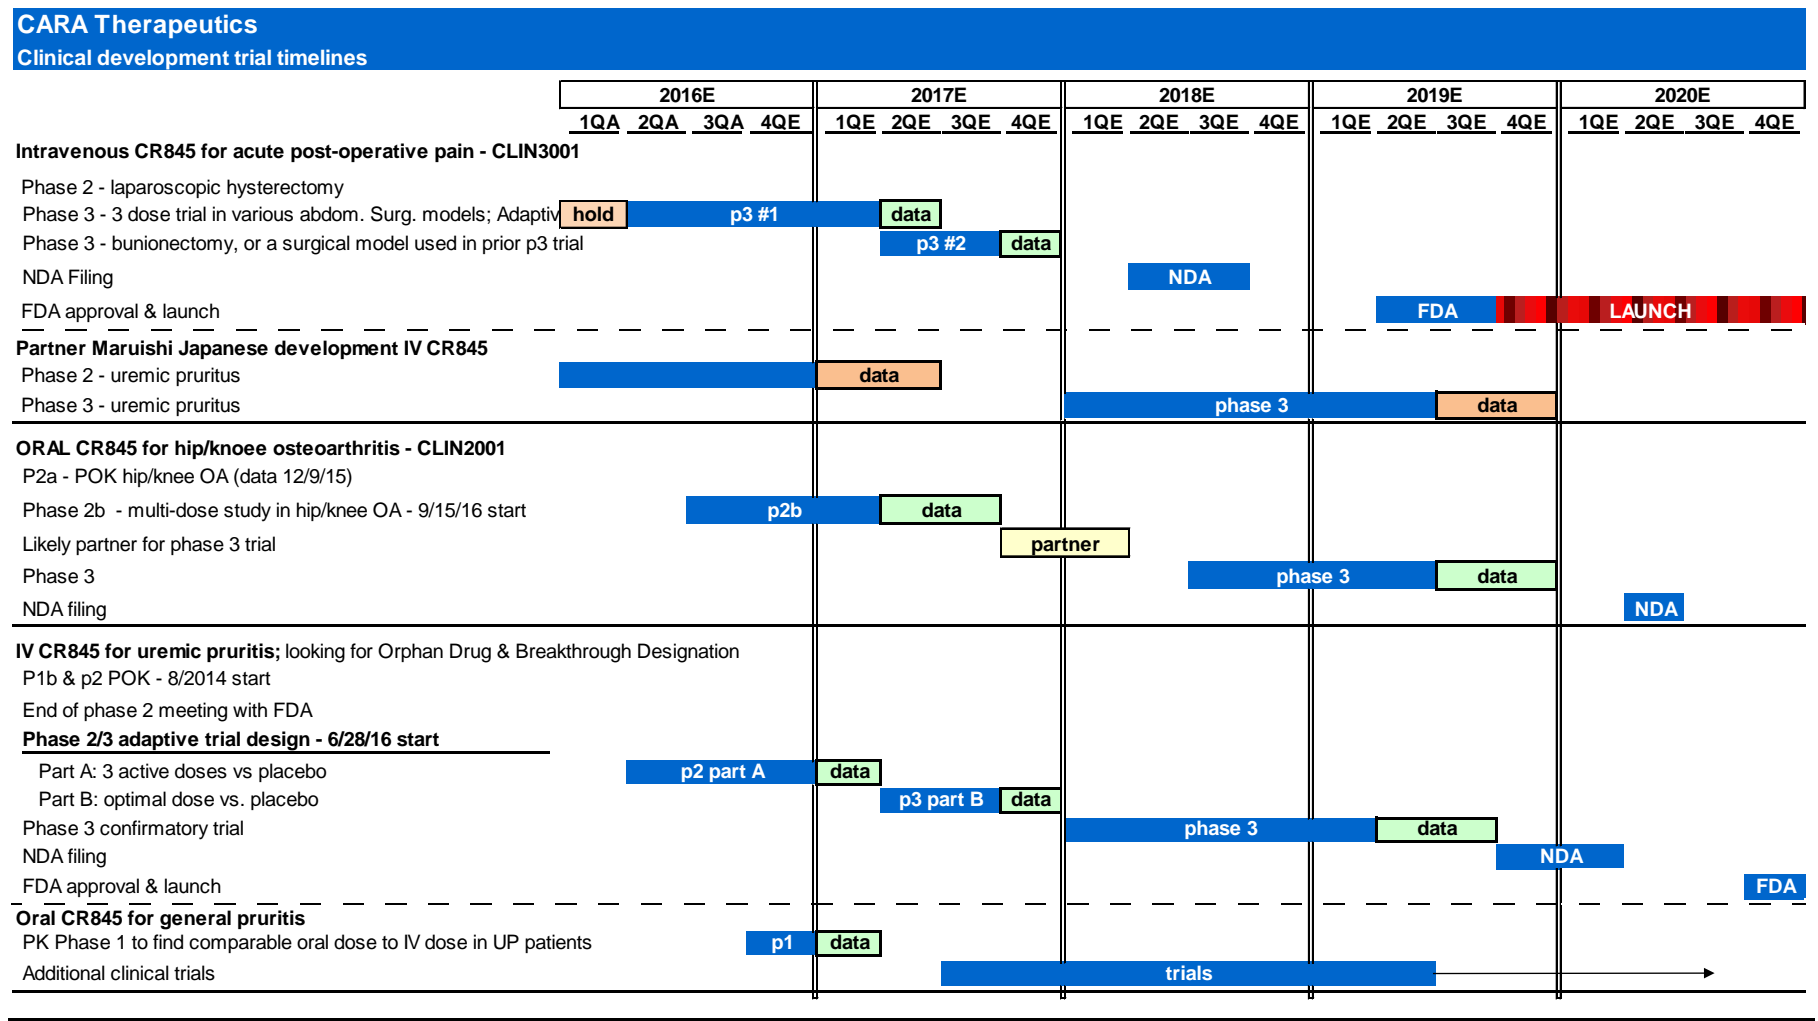 CARA Therapeutics
Clinical development trial timelines
2016E 2017E 2018E 2019E 2020E
1QA 2QA 3QA 4QE 1QE 2QE 3QE 4QE 1QE 2QE 3QE 4QE 1QE 2QE 3QE 4QE 1QE 2QE 3QE 4QE
Intravenous CR845 for acute post-operative pain - CLIN3001
Phase 2 - laparoscopic hysterectomy
Phase 3 - 3 dose trial in various abdom. Surg. models; Adaptiv hold p3 #1 data
Phase 3 - bunionectomy, or a surgical model used in prior p3 trial p3 #2 data
NDA Filing NDA
FDA approval & launch FDA LAUNCH
Partner Maruishi Japanese development IV CR845
Phase 2 - uremic pruritus data
Phase 3 - uremic pruritus phase 3 data
ORAL CR845 for hip/knoee osteoarthritis - CLIN2001
P2a - POK hip/knee OA (data 12/9/15)
Phase 2b - multi-dose study in hip/knee OA - 9/15/16 start p2b data
Likely partner for phase 3 trial partner
Phase 3 phase 3 data
NDA filing NDA
IV CR845 for uremic pruritis; looking for Orphan Drug & Breakthrough Designation
P1b & p2 POK - 8/2014 start
End of phase 2 meeting with FDA
Phase 2/3 adaptive trial design - 6/28/16 start
Part A: 3 active doses vs placebo p2 part A data
Part B: optimal dose vs. placebo p3 part B data
Phase 3 confirmatory trial phase 3 data
NDA filing NDA
FDA approval & launch FDA
Oral CR845 for general pruritis
PK Phase 1 to find comparable oral dose to IV dose in UP patients p1 data
Additional clinical trials trials